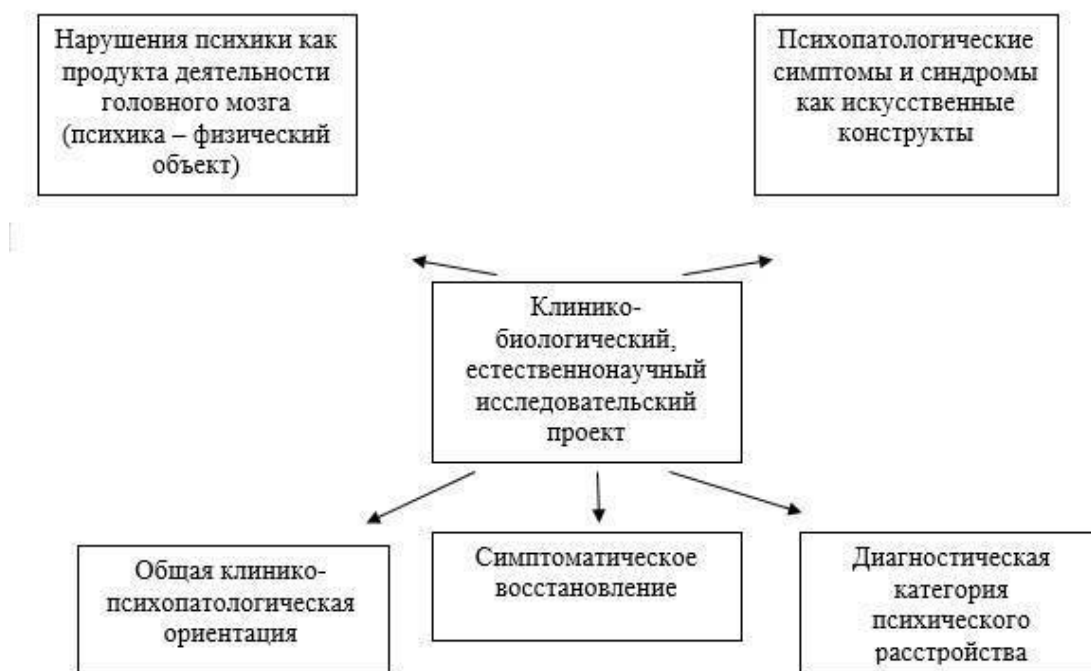 Нарушения психики как
продукта деятельности
головного мозга
(психика – физический
объект)
Психопатологические
симптомы и синдромы
как искусственные
конструкты
Клинико-
биологический,
естественнонаучный
исследовательский
проект
Общая клинико-
психопатологическая
ориентация
Симптоматическое
восстановление
Диагностическая
категория
психического
расстройства